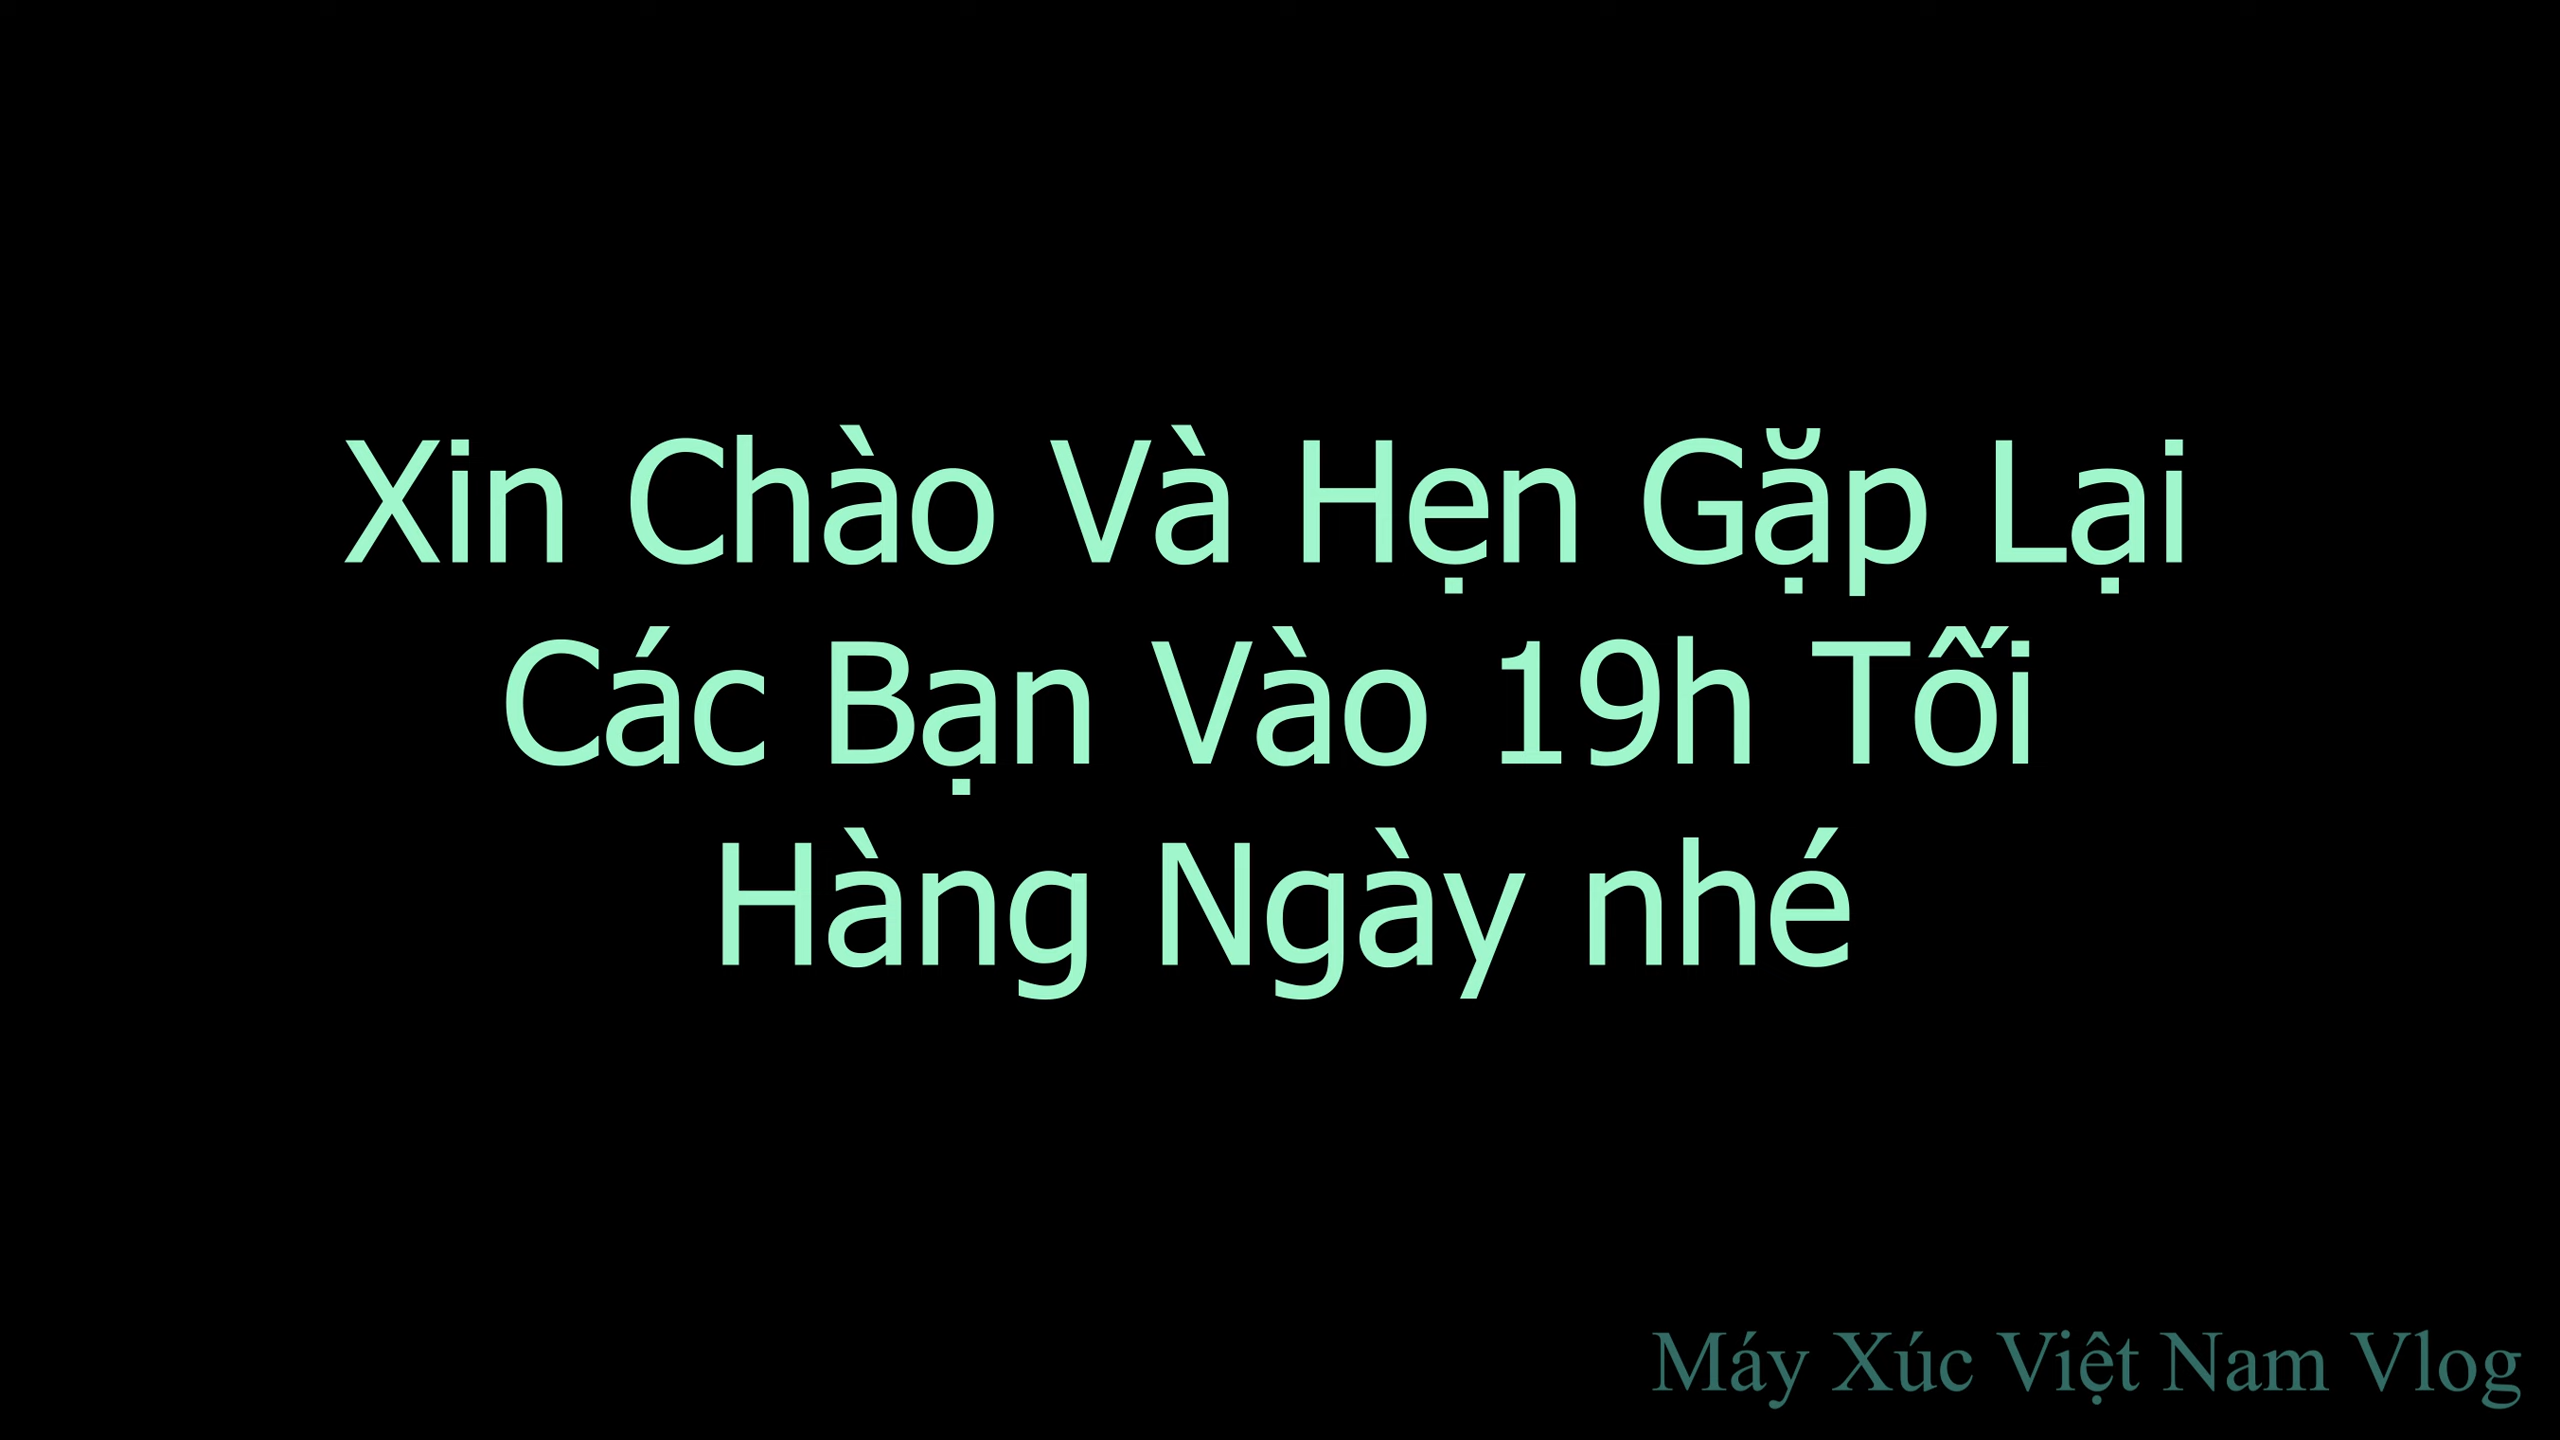 Xin Chào Và Hẹn Gặp Lại
Các Bạn Vào 19h Tối
Hàng Ngày nhé
Máy Xúc Việt Nam Vlog